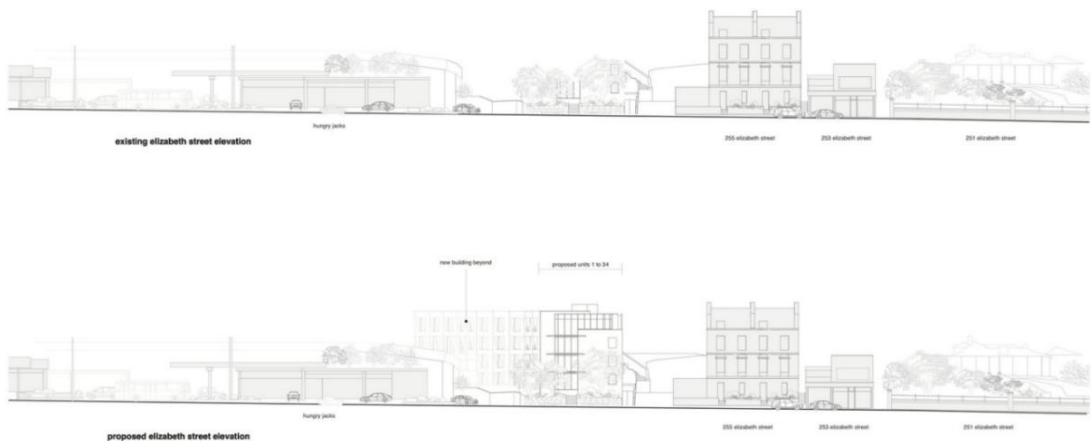 hungry jacks
existing elizabeth street elevation
255 elizabeth street
253 elizabeth street
251 elizabeth street
new building beyond
proposed units 1 to 34
hungry jacks
proposed elizabeth street elevation
255 elizabeth street
253 elizabeth street
251 elizabeth street